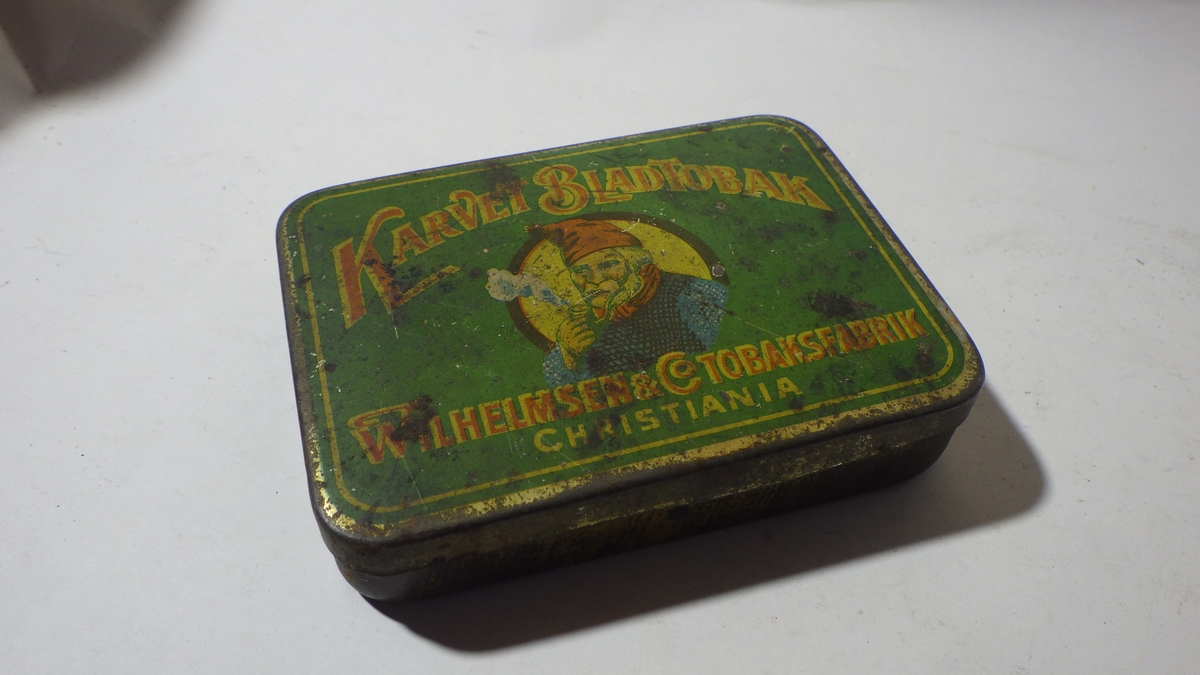 KARVET BLADTOBAK
WILHELMSEN & Co TOBAKSFABRIK
CHRISTIANIA